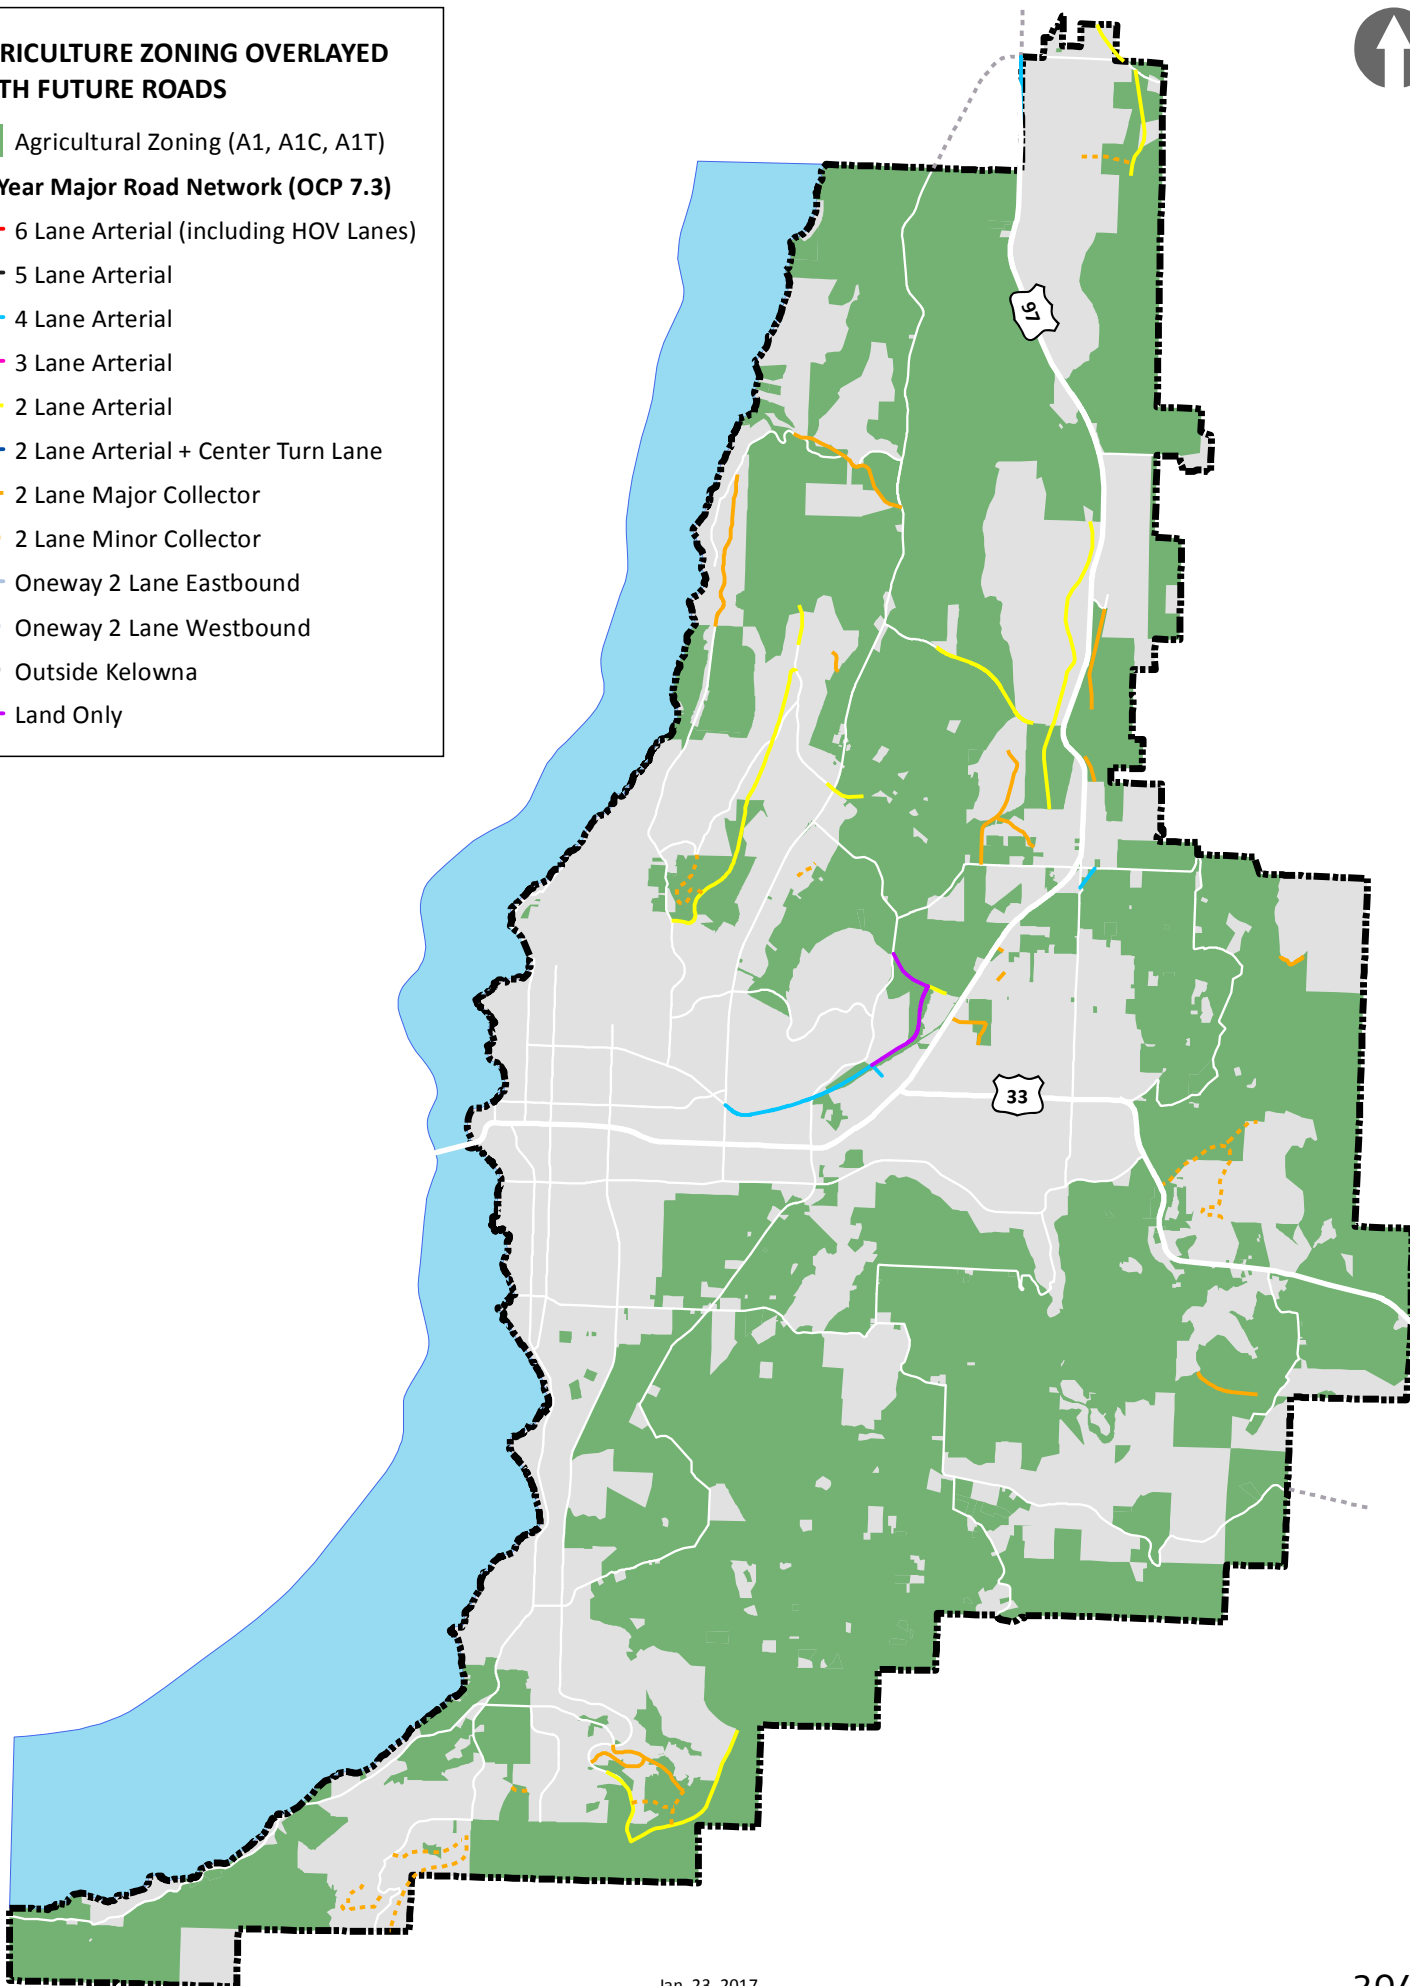 RICULTURE ZONING OVERLAYED
TH FUTURE ROADS
Agricultural Zoning (A1, A1C, A1T)
Year Major Road Network (OCP 7.3)
6 Lane Arterial (including HOV Lanes)
5 Lane Arterial
4 Lane Arterial
3 Lane Arterial
2 Lane Arterial
2 Lane Arterial + Center Turn Lane
2 Lane Major Collector
2 Lane Minor Collector
Oneway 2 Lane Eastbound
Oneway 2 Lane Westbound
Outside Kelowna
Land Only
97
33
Jan. 23, 2017